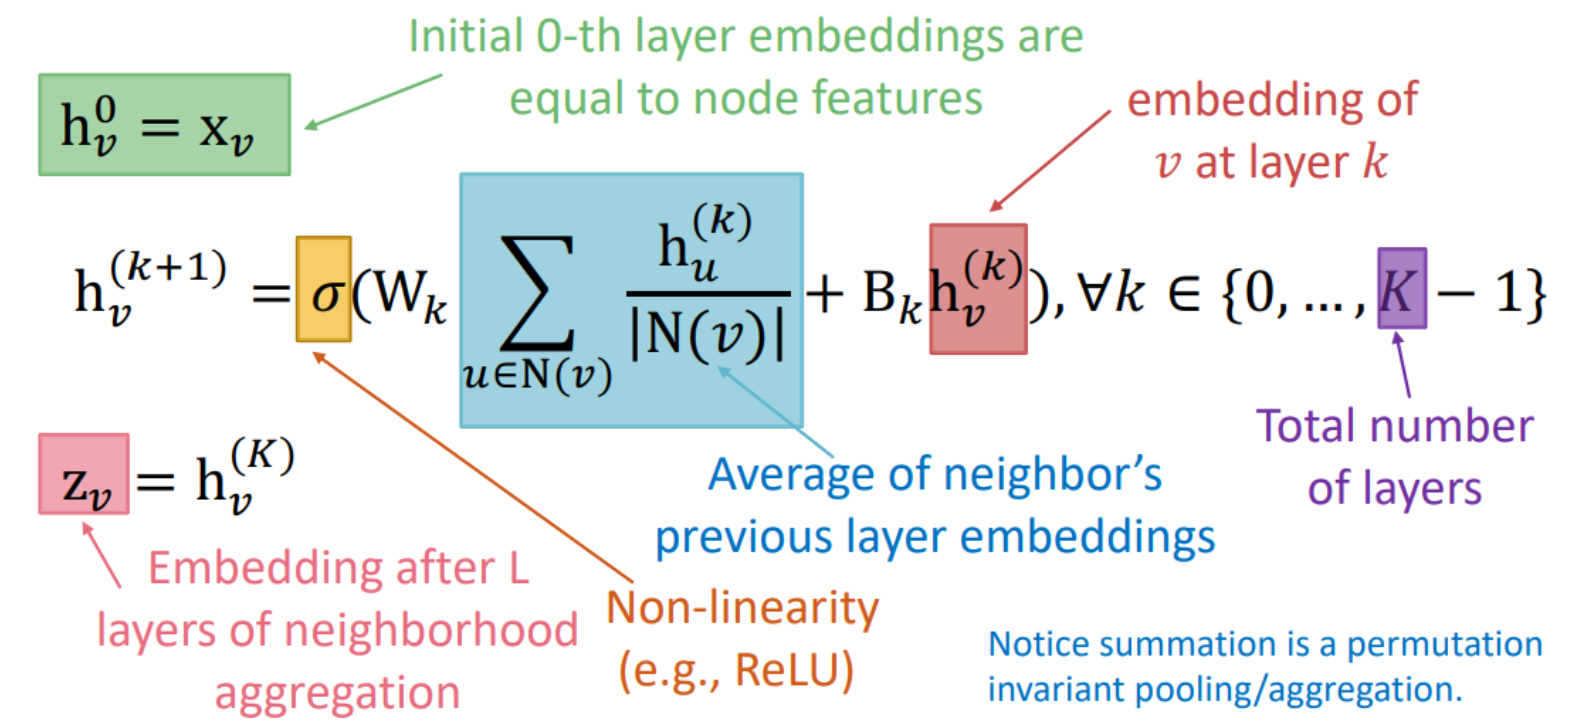 Initial 0-th layer embeddings are
equal to node features
h_v^0 = x_v
embedding of
v at layer k
h_v^{(k+1)} = σ(W_k ∑_{u∈N(v)} \frac{h_u^{(k)}}{|N(v)|} + B_k h_v^{(k)}), ∀k ∈ {0, …, K − 1}
Total number
of layers
z_v = h_v^{(K)}
Average of neighbor’s
previous layer embeddings
Embedding after L
layers of neighborhood
aggregation
Non-linearity
(e.g., ReLU)
Notice summation is a permutation
invariant pooling/aggregation.